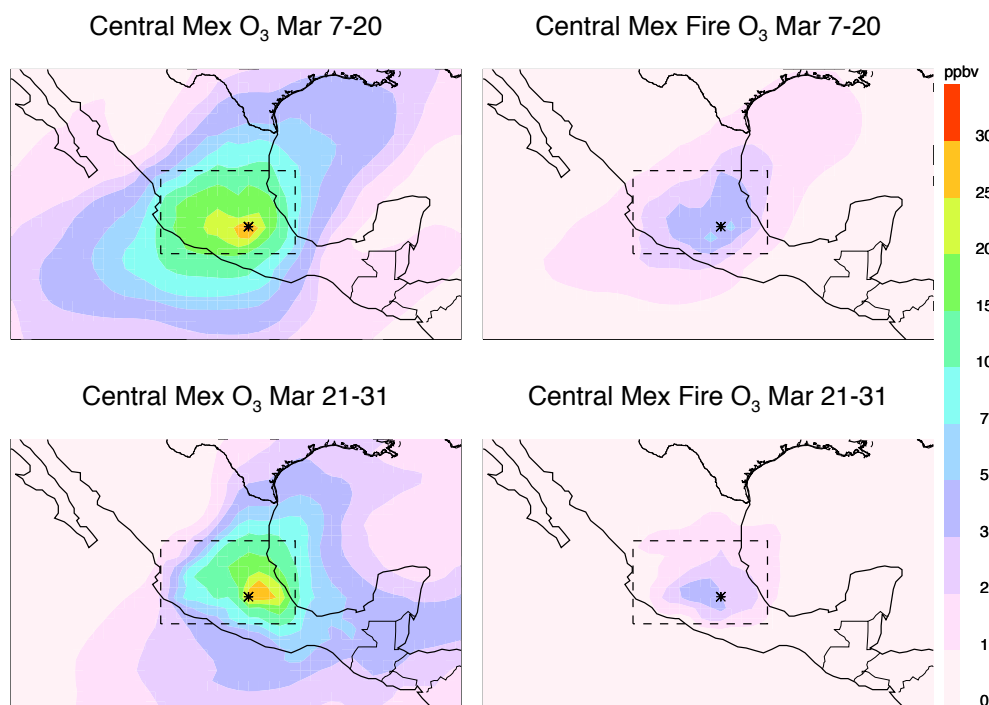 Central Mex O₃ Mar 7-20
Central Mex Fire O₃ Mar 7-20
ppbv
30
25
20
15
10
7
5
3
2
1
0
Central Mex O₃ Mar 21-31
Central Mex Fire O₃ Mar 21-31